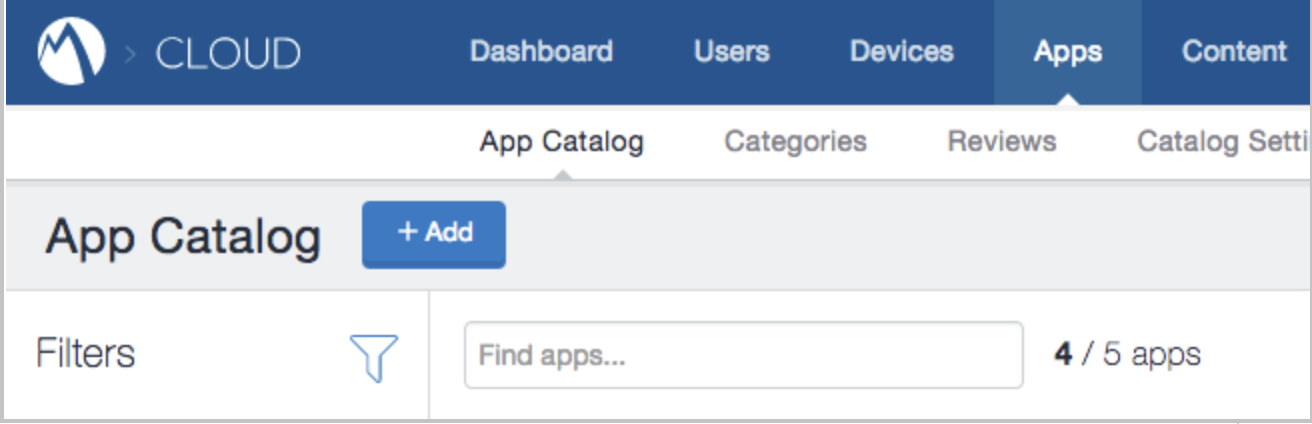 > CLOUD Dashboard Users Devices Apps Content
App Catalog Categories Reviews Catalog Setti
App Catalog + Add
Filters Find apps... 4 / 5 apps